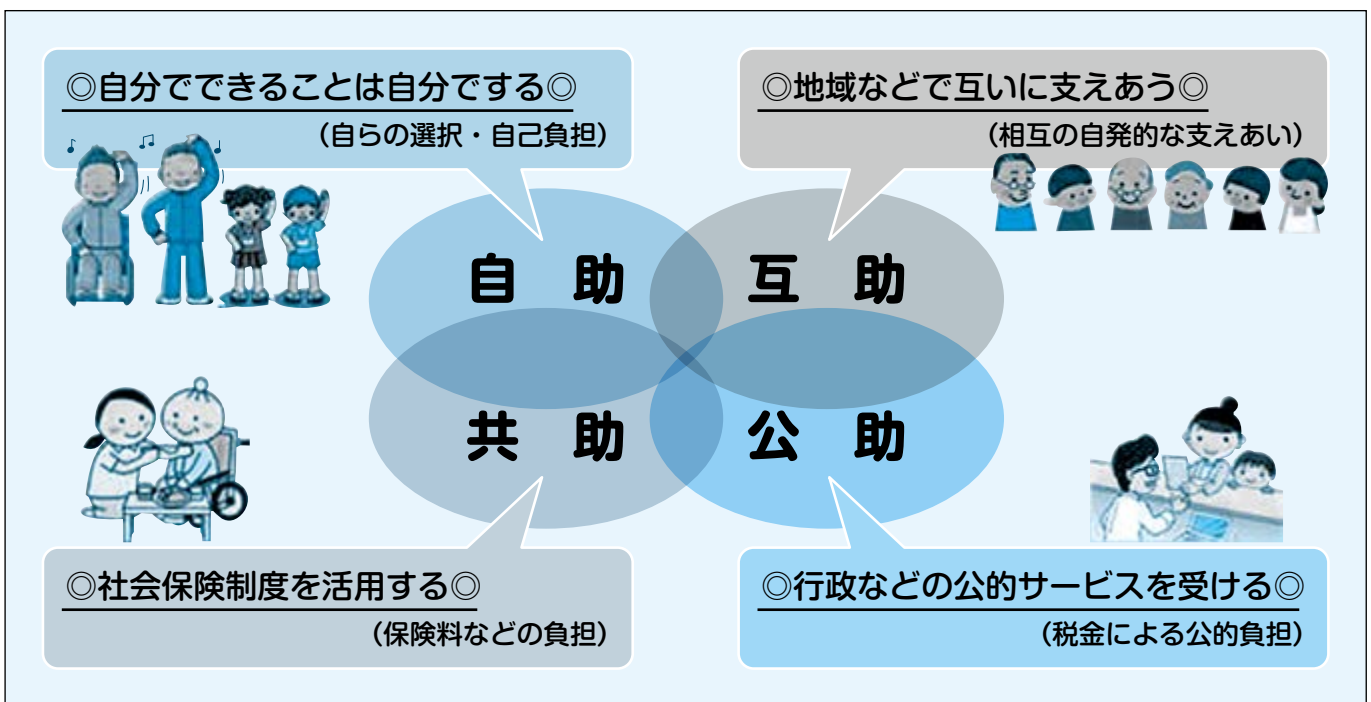 ◎自分でできることは自分でする◎
（自らの選択・自己負担）
◎地域などで互いに支えあう◎
（相互の自発的な支えあい）
自　助
互　助
共　助
公　助
◎社会保険制度を活用する◎
（保険料などの負担）
◎行政などの公的サービスを受ける◎
（税金による公的負担）